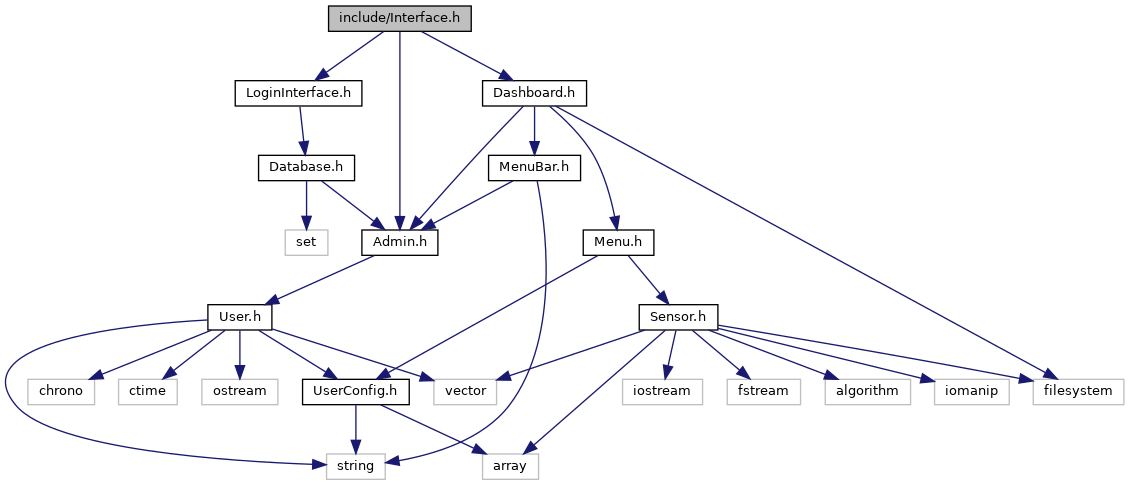 include/Interface.h
LoginInterface.h
Dashboard.h
Database.h
MenuBar.h
set
Admin.h
Menu.h
User.h
Sensor.h
chrono
ctime
ostream
UserConfig.h
vector
iostream
fstream
algorithm
iomanip
filesystem
string
array